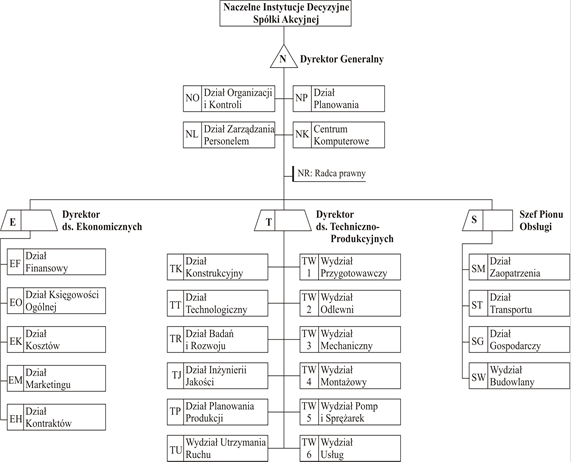 Naczelne Instytucje Decyzyjne
Spółki Akcyjnej
N
Dyrektor Generalny
NO
Dział Organizacji
i Kontroli
NP
Dział
Planowania
NL
Dział Zarządzania
Personelem
NK
Centrum
Komputerowe
NR: Radca prawny
E
Dyrektor
ds. Ekonomicznych
EF
Dział
Finansowy
EO
Dział Księgowości
Ogólnej
EK
Dział
Kosztów
EM
Dział
Marketingu
EH
Dział
Kontraktów
T
Dyrektor
ds. Techniczno-
Produkcyjnych
TK
Dział
Konstrukcyjny
TT
Dział
Technologiczny
TR
Dział Badań
i Rozwoju
TJ
Dział Inżynierii
Jakości
TP
Dział Planowania
Produkcji
TU
Wydział Utrzymania
Ruchu
TW
1
Wydział
Przygotowawczy
TW
2
Wydział
Odlewni
TW
3
Wydział
Mechaniczny
TW
4
Wydział
Montażowy
TW
5
Wydział Pomp
i Sprężarek
TW
6
Wydział
Usług
S
Szef Pionu
Obsługi
SM
Dział
Zaopatrzenia
ST
Dział
Transportu
SG
Dział
Gospodarczy
SW
Wydział
Budowlany